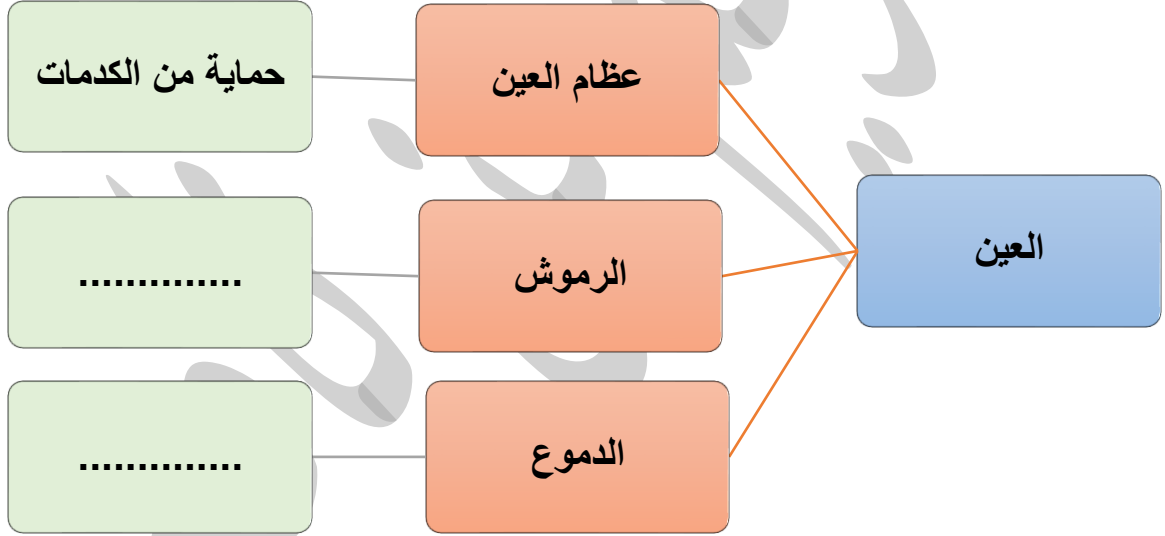 عظام العين
حماية من الكدمات
العين
الرموش
..............
الدموع
..............